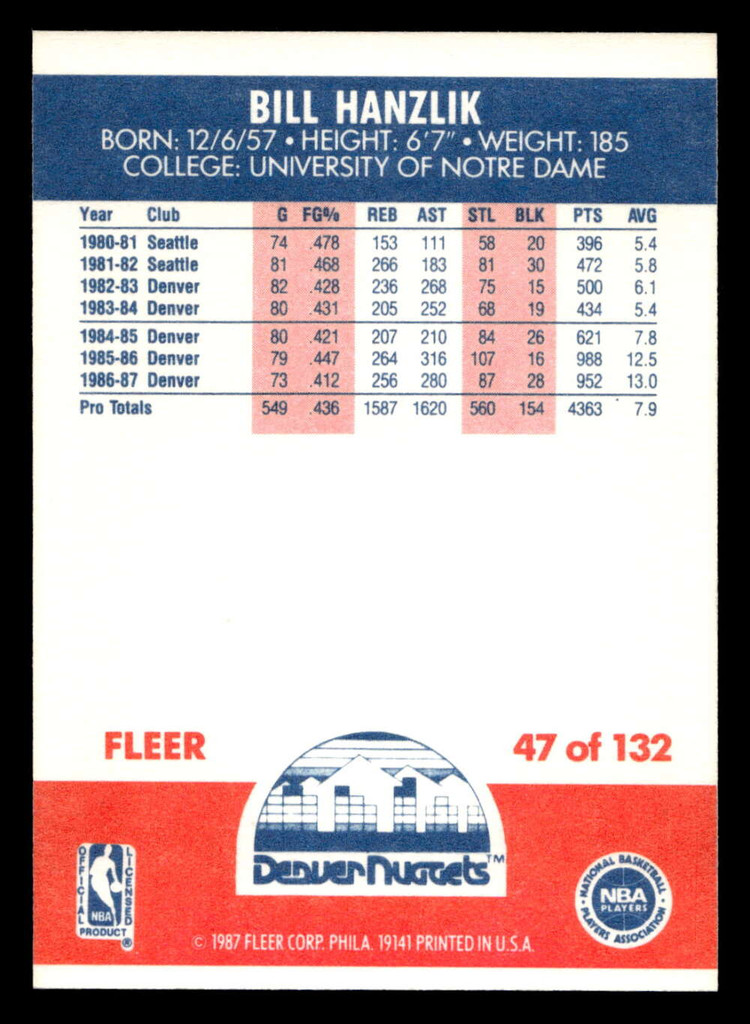 BILL HANZLIK
BORN: 12/6/57 • HEIGHT: 6'7" • WEIGHT: 185
COLLEGE: UNIVERSITY OF NOTRE DAME
Year Club G FG% REB AST STL BLK PTS AVG
1980-81 Seattle 74 .478 153 111 58 20 396 5.4
1981-82 Seattle 81 .468 266 183 81 30 472 5.8
1982-83 Denver 82 .428 236 268 75 15 500 6.1
1983-84 Denver 80 .431 205 252 68 19 434 5.4
1984-85 Denver 80 .421 207 210 84 26 621 7.8
1985-86 Denver 79 .447 264 316 107 16 988 12.5
1986-87 Denver 73 .412 256 280 87 28 952 13.0
Pro Totals 549 .436 1587 1620 560 154 4363 7.9
FLEER 47 of 132
DENVER NUGGETS™
OFFICIAL LICENSED
NBA
PRODUCT ®
NATIONAL BASKETBALL
NBA
PLAYERS
PLAYERS ASSOCIATION
© 1987 FLEER CORP. PHILA. 19141 PRINTED IN U.S.A.